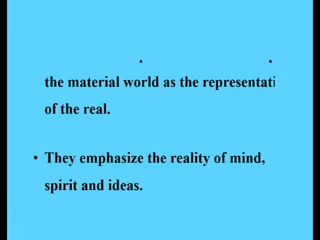 the material world as the representati
of the real.
• They emphasize the reality of mind,
spirit and ideas.